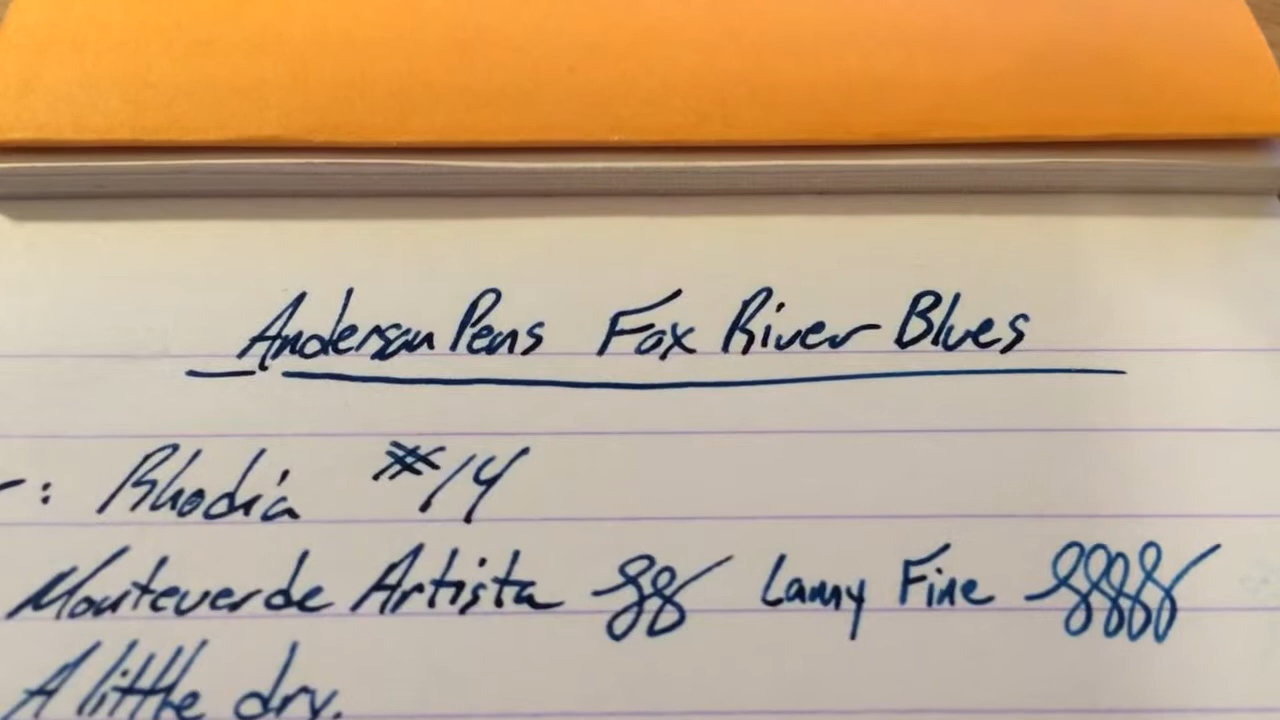 Anderson Pens Fox River Blues
: Rhodia #14
Monteverde Artista Lamy Fine
A little dry.